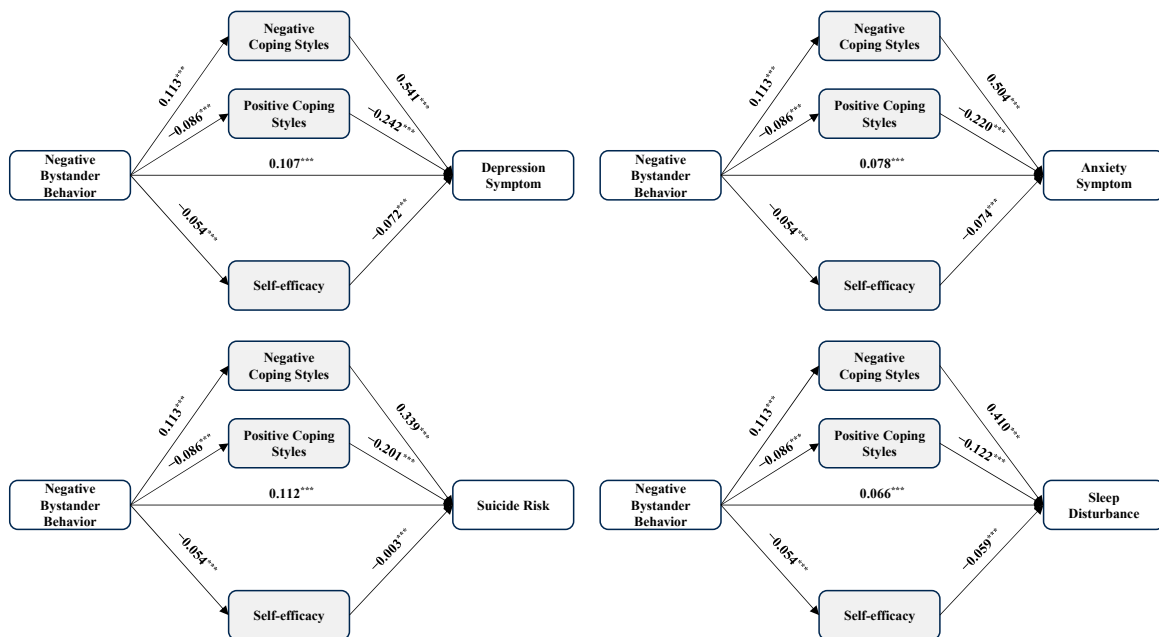 Negative
Coping Styles
0.113***
0.541***
Positive Coping
Styles
−0.086***
−0.242***
Negative
Bystander
Behavior
0.107***
Depression
Symptom
−0.054***
−0.072***
Self-efficacy
Negative
Coping Styles
0.113***
0.504***
Positive Coping
Styles
−0.086***
−0.220***
Negative
Bystander
Behavior
0.078***
Anxiety
Symptom
−0.054***
−0.074***
Self-efficacy
Negative
Coping Styles
0.113***
0.339***
Positive Coping
Styles
−0.086***
−0.201***
Negative
Bystander
Behavior
0.112***
Suicide Risk
−0.054***
−0.003***
Self-efficacy
Negative
Coping Styles
0.113***
0.410***
Positive Coping
Styles
−0.086***
−0.122***
Negative
Bystander
Behavior
0.066***
Sleep
Disturbance
−0.054***
−0.059***
Self-efficacy